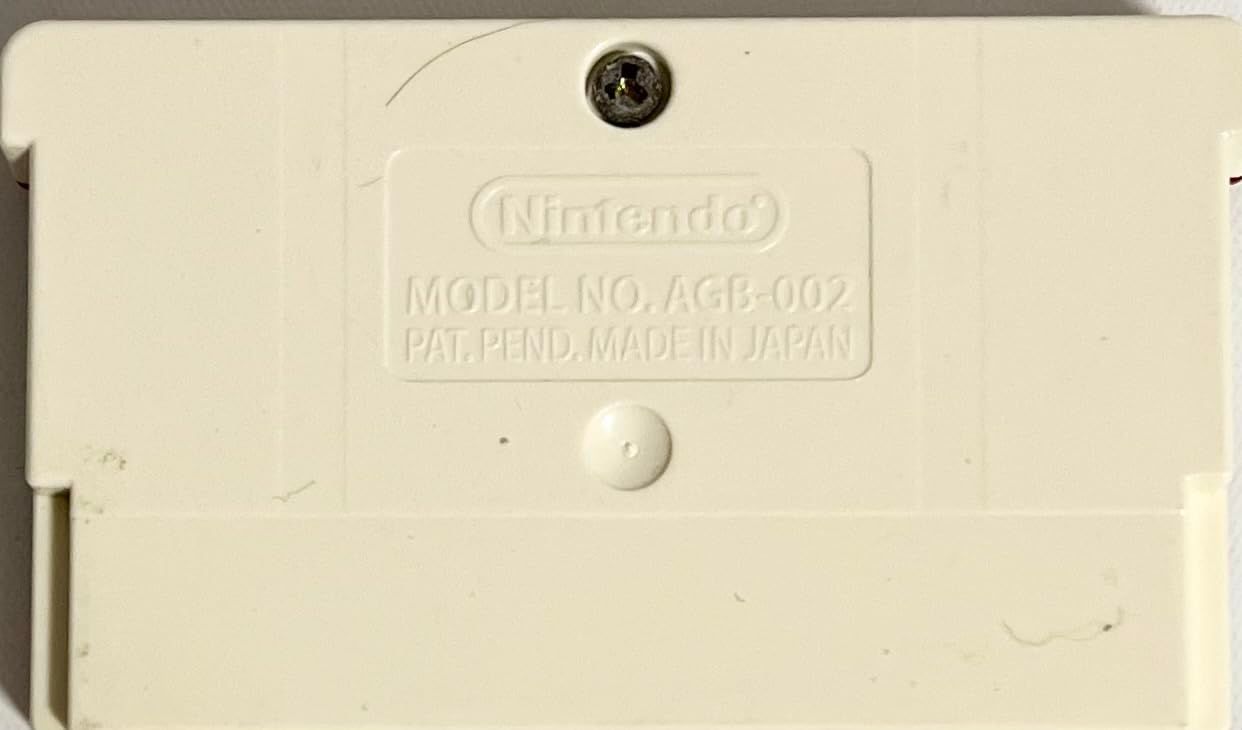 Nintendo
MODEL NO. AGB-002
PAT. PEND. MADE IN JAPAN